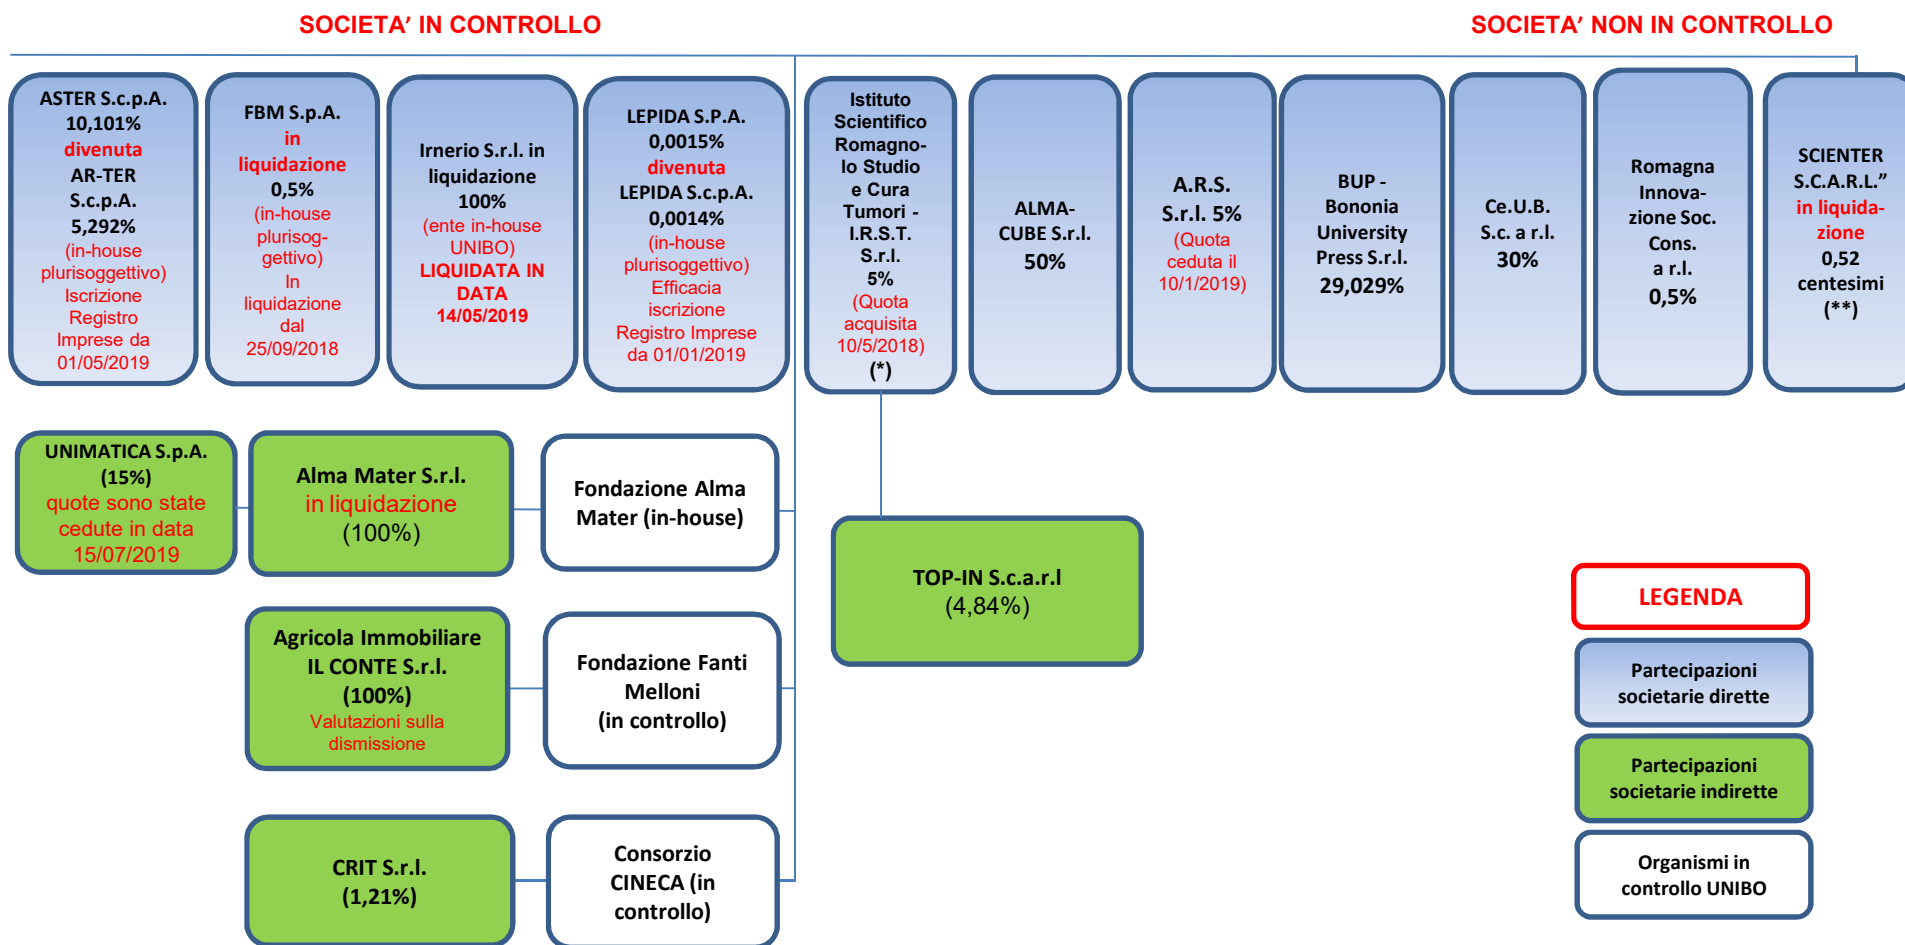 SOCIETA' IN CONTROLLO
SOCIETA' NON IN CONTROLLO
ASTER S.c.p.A.
10,101%
divenuta
AR-TER
S.c.p.A.
5,292%
(in-house
plurisoggettivo)
Iscrizione
Registro
Imprese da
01/05/2019
FBM S.p.A.
in
liquidazione
0,5%
(in-house
plurisog-
gettivo)
In
liquidazione
dal
25/09/2018
Irnerio S.r.l. in
liquidazione
100%
(ente in-house
UNIBO)
LIQUIDATA IN
DATA
14/05/2019
LEPIDA S.P.A.
0,0015%
divenuta
LEPIDA S.c.p.A.
0,0014%
(in-house
plurisoggettivo)
Efficacia
iscrizione
Registro Imprese
da 01/01/2019
Istituto
Scientifico
Romagno-
lo Studio
e Cura
Tumori -
I.R.S.T.
S.r.l.
5%
(Quota
acquisita
10/5/2018)
(*)
ALMA-
CUBE S.r.l.
50%
A.R.S.
S.r.l. 5%
(Quota
ceduta il
10/1/2019)
BUP -
Bononia
University
Press S.r.l.
29,029%
Ce.U.B.
S.c. a r.l.
30%
Romagna
Innova-
zione Soc.
Cons.
a r.l.
0,5%
SCIENTER
S.C.A.R.L.”
in liquida-
zione
0,52
centesimi
(**)
UNIMATICA S.p.A.
(15%)
quote sono state
cedute in data
15/07/2019
Alma Mater S.r.l.
in liquidazione
(100%)
Fondazione Alma
Mater (in-house)
TOP-IN S.c.a.r.l
(4,84%)
Agricola Immobiliare
IL CONTE S.r.l.
(100%)
Valutazioni sulla
dismissione
Fondazione Fanti
Melloni
(in controllo)
CRIT S.r.l.
(1,21%)
Consorzio
CINECA (in
controllo)
LEGENDA
Partecipazioni
societarie dirette
Partecipazioni
societarie indirette
Organismi in
controllo UNIBO